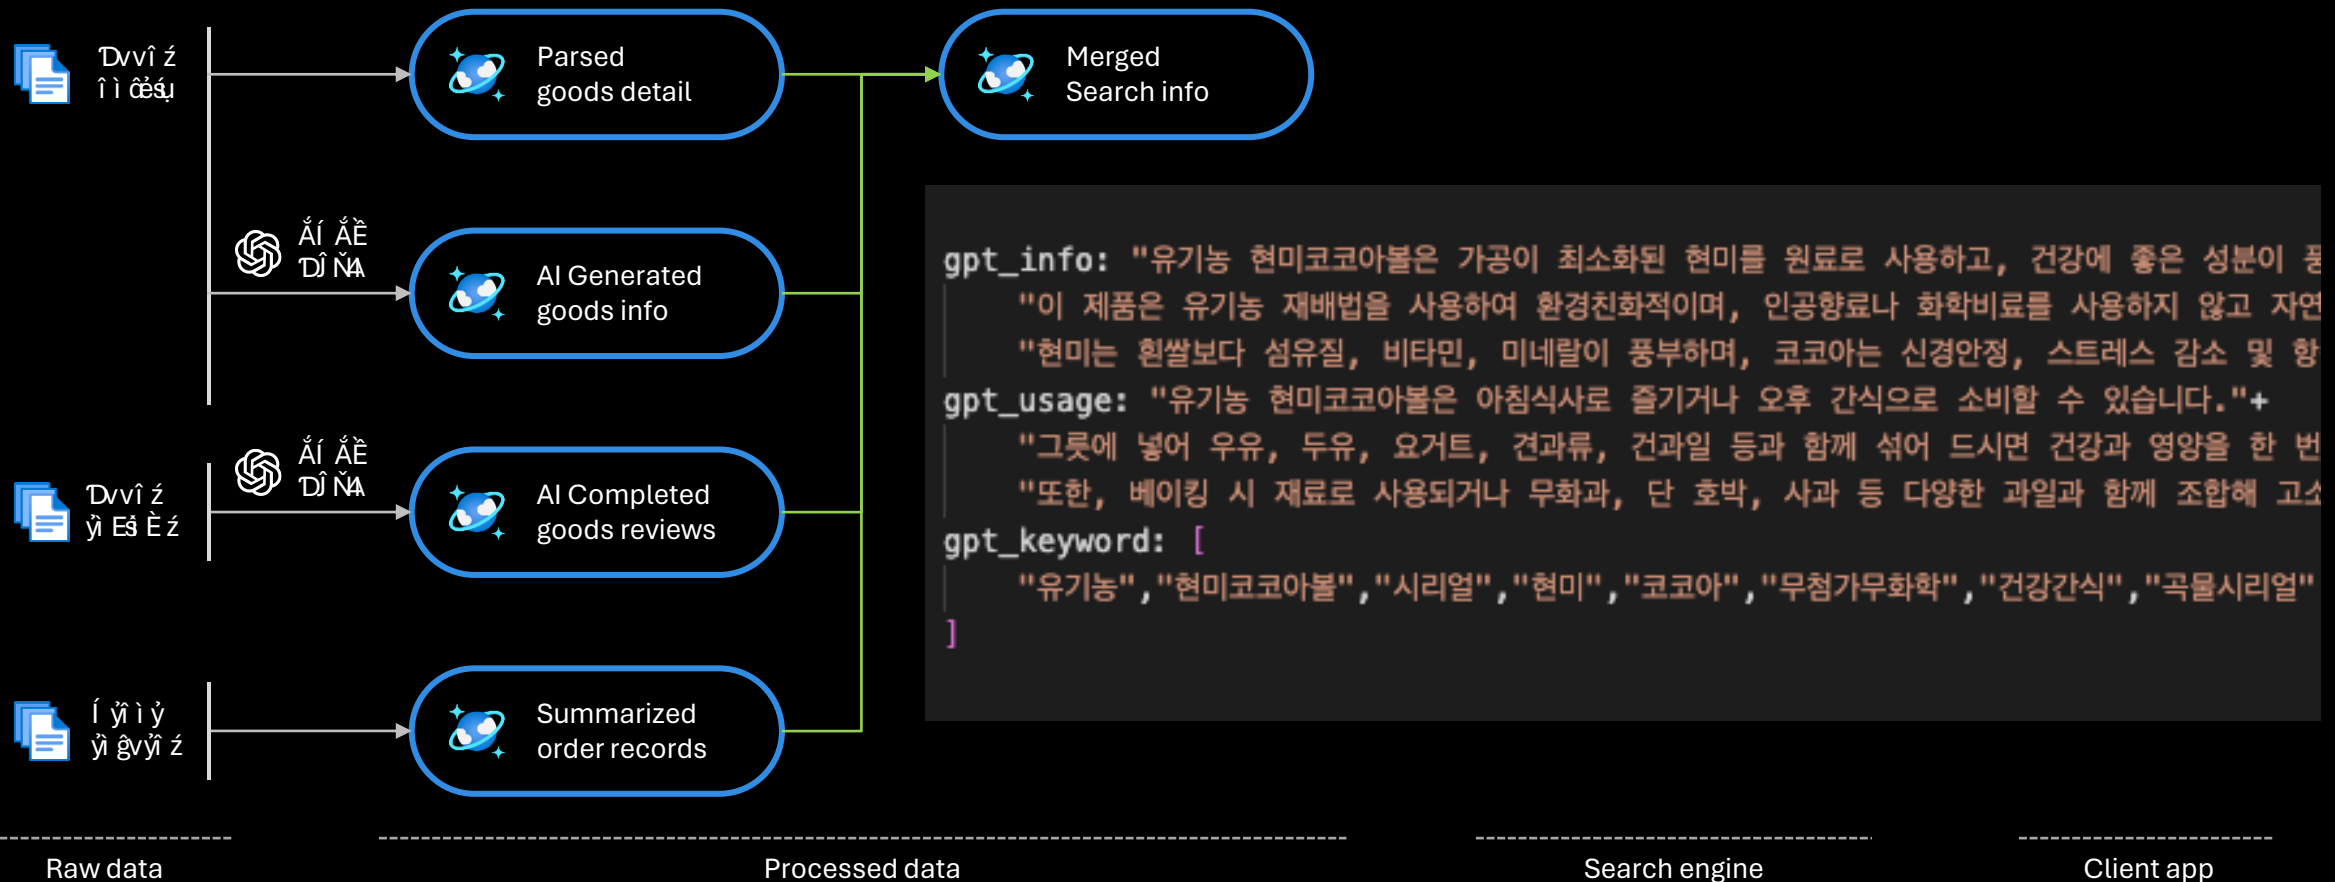 Parsed
goods detail
Merged
Search info
AI Generated
goods info
AI Completed
goods reviews
Summarized
order records
gpt_info: "유기농 현미코코아볼은 가공이 최소화된 현미를 원료로 사용하고, 건강에 좋은 성분이 풍
"이 제품은 유기농 재배법을 사용하여 환경친화적이며, 인공향료나 화학비료를 사용하지 않고 자연
"현미는 흰쌀보다 섬유질, 비타민, 미네랄이 풍부하며, 코코아는 신경안정, 스트레스 감소 및 항
gpt_usage: "유기농 현미코코아볼은 아침식사로 즐기거나 오후 간식으로 소비할 수 있습니다."+
"그릇에 넣어 우유, 두유, 요거트, 견과류, 건과일 등과 함께 섞어 드시면 건강과 영양을 한 번
"또한, 베이킹 시 재료로 사용되거나 무화과, 단 호박, 사과 등 다양한 과일과 함께 조합해 고소
gpt_keyword: [
"유기농","현미코코아볼","시리얼","현미","코코아","무첨가무화학","건강간식","곡물시리얼"
]
Raw data
Processed data
Search engine
Client app